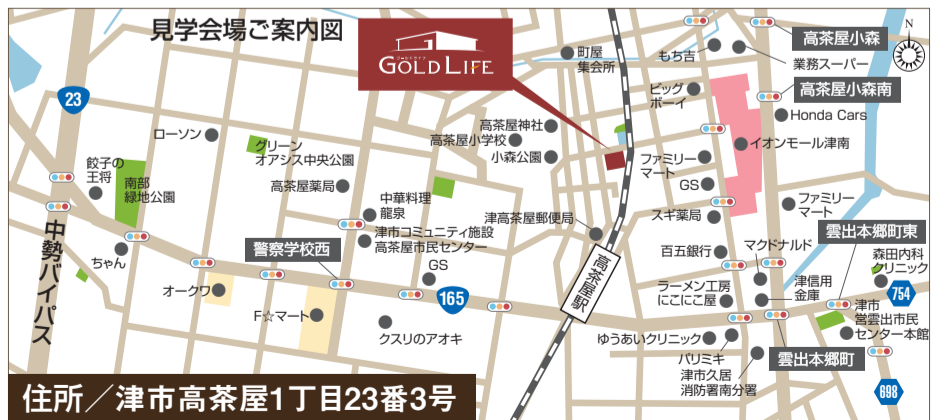 見学会場ご案内図
GOLD LIFE
町屋
集会所
もち吉
高茶屋小森
業務スーパー
N
高茶屋小森南
ビッグ
ボーイ
Honda Cars
23
ローソン
グリーン
オアシス中央公園
高茶屋神社
高茶屋小学校
小森公園
イオンモール津南
ファミリー
マート
GS
餃子の
王将
南部
緑地公園
高茶屋薬局
中華料理
龍泉
津市コミュニティ施設
高茶屋市民センター
津高茶屋郵便局
スギ薬局
ファミリー
マート
雲出本郷町東
中勢バイパス
ちゃん
警察学校西
GS
高茶屋駅
百五銀行
マクドナルド
森田内科
クリニック
754
オークワ
165
ラーメン工房
にこにこ屋
津信用
金庫
津市
営雲出市民
センター本館
F☆マート
クスリのアオキ
ゆうあいクリニック
パリミキ
津市久居
消防署南分署
雲出本郷町
698
住所／津市高茶屋1丁目23番3号